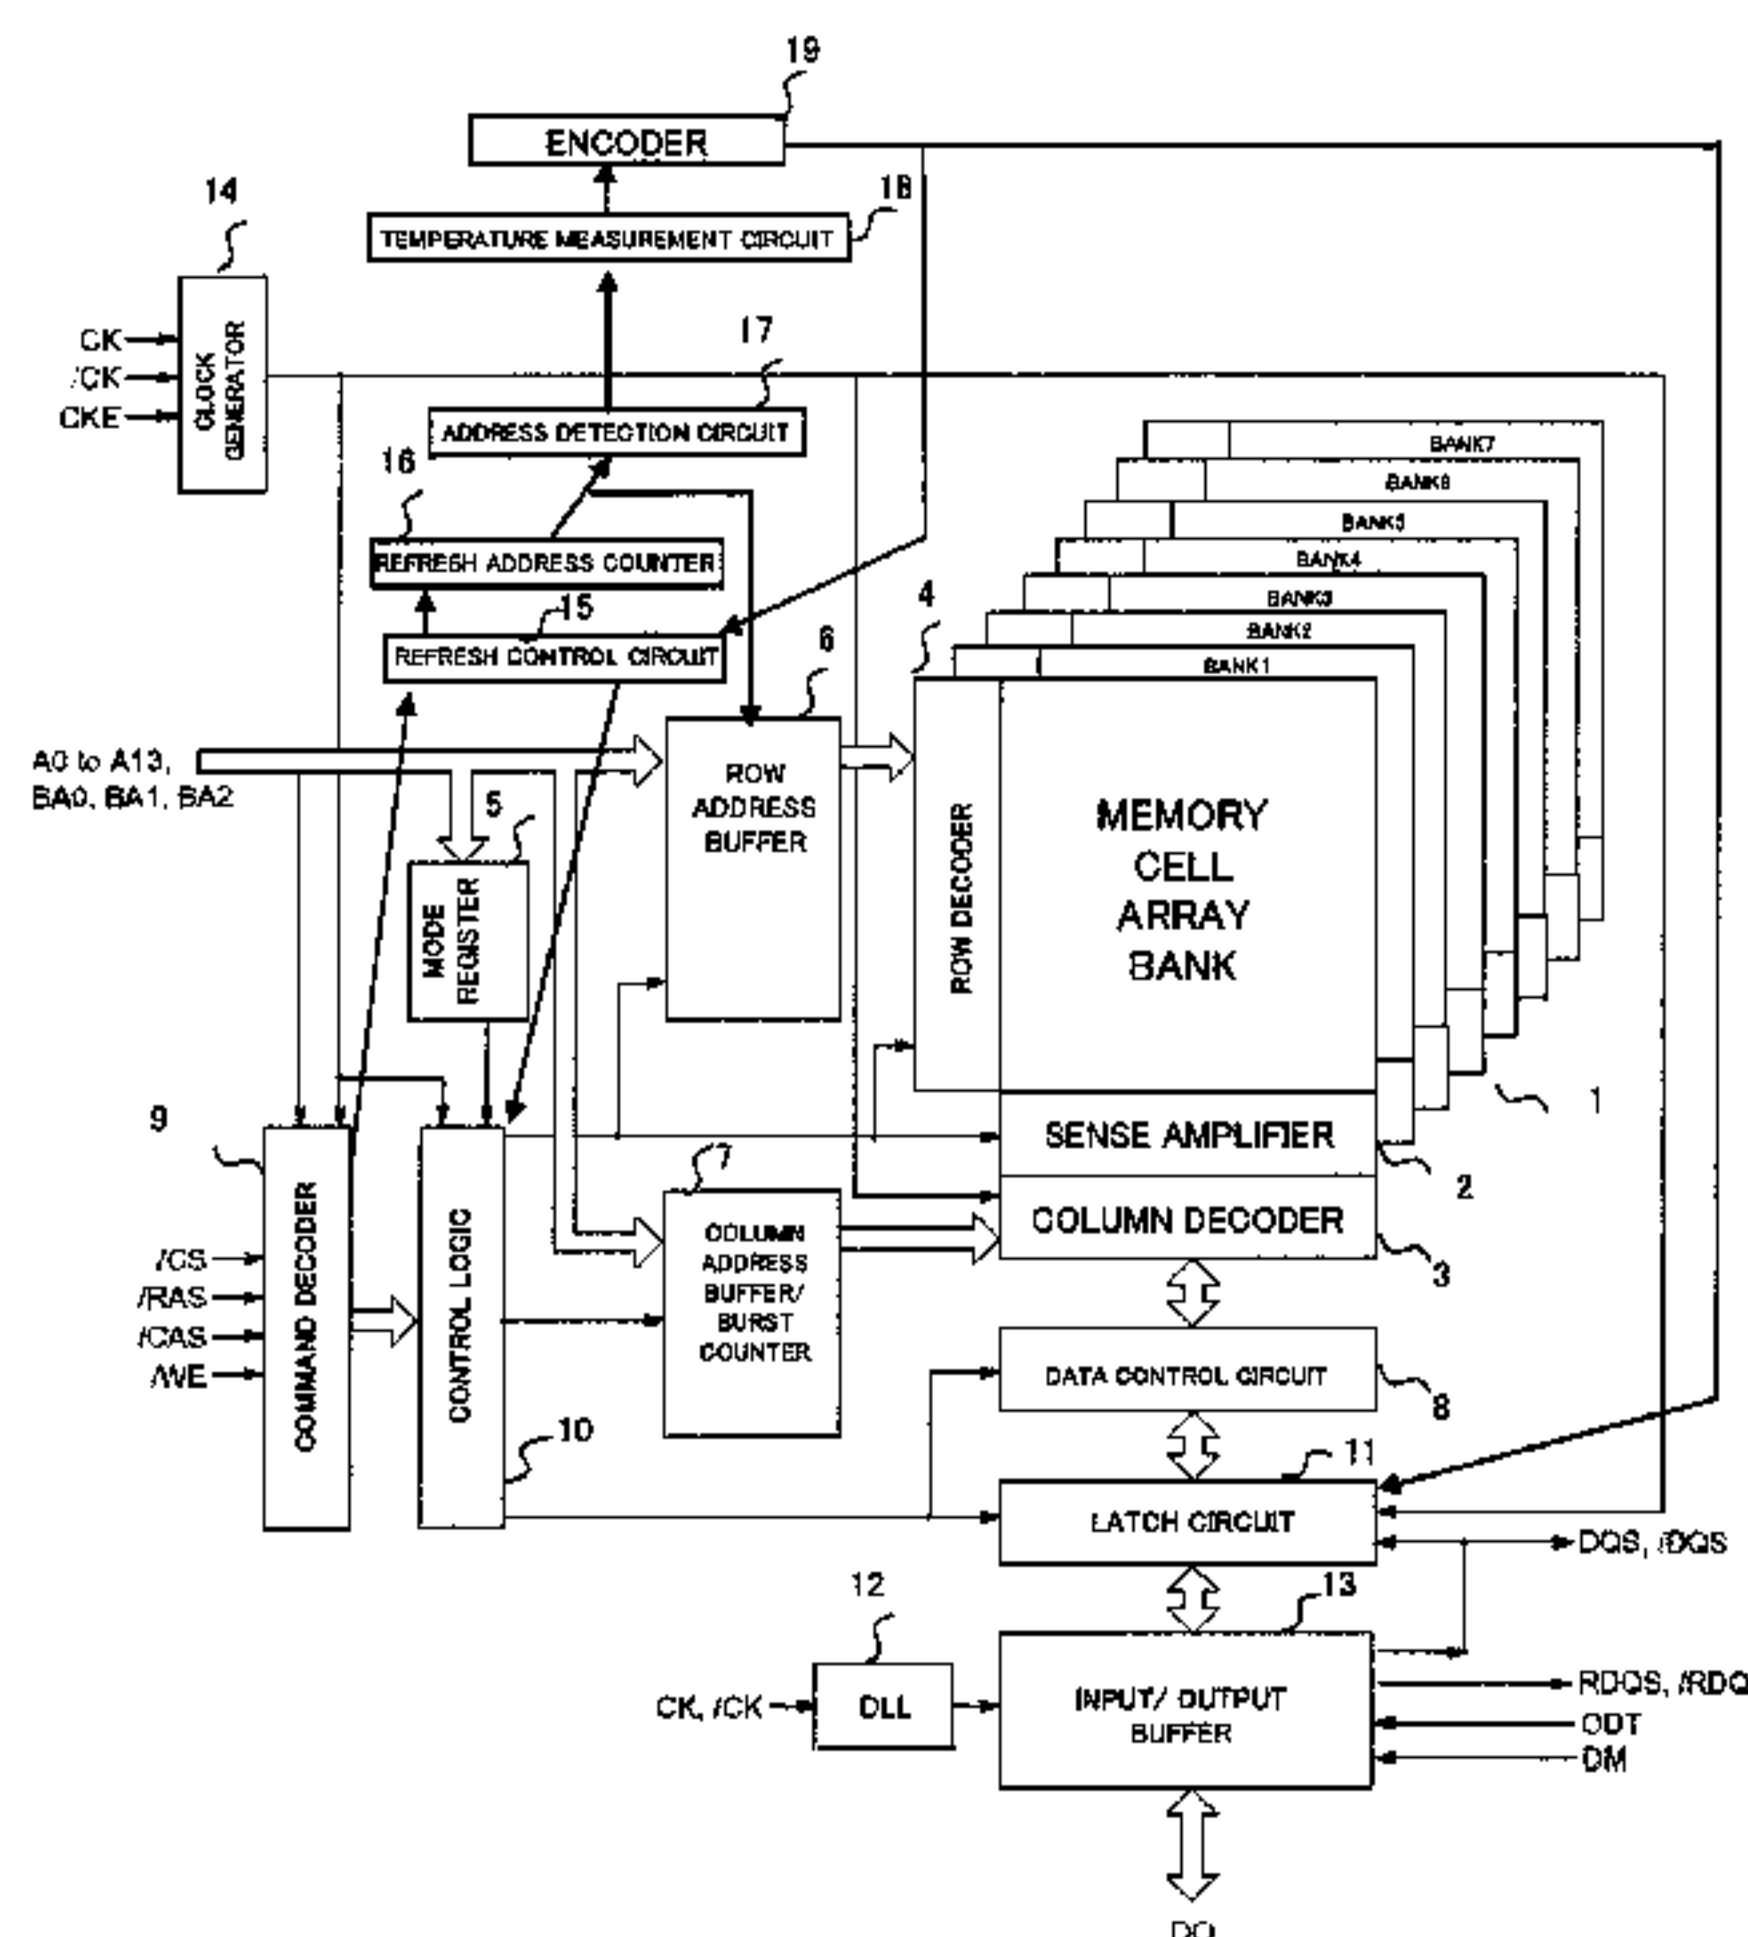 19
ENCODER
14
18
TEMPERATURE MEASUREMENT CIRCUIT
17
CK
/CK
CKE
CLOCK
GENERATOR
ADDRESS DETECTION CIRCUIT
16
BANK7
BANK6
BANK5
BANK4
BANK3
BANK2
BANK1
REFRESH ADDRESS COUNTER
15
4
REFRESH CONTROL CIRCUIT
6
A0 to A13,
BA0, BA1, BA2
5
ROW
ADDRESS
BUFFER
MODE
REGISTER
ROW DECODER
MEMORY
CELL
ARRAY
BANK
1
9
7
SENSE AMPLIFIER
2
COLUMN DECODER
3
/CS
/RAS
/CAS
/WE
COMMAND DECODER
CONTROL LOGIC
COLUMN
ADDRESS
BUFFER/
BURST
COUNTER
DATA CONTROL CIRCUIT
8
10
11
LATCH CIRCUIT
DQS, /DQS
12
13
CK, /CK
DLL
INPUT/ OUTPUT
BUFFER
RDQS, /RDQ
ODT
DM
DQ